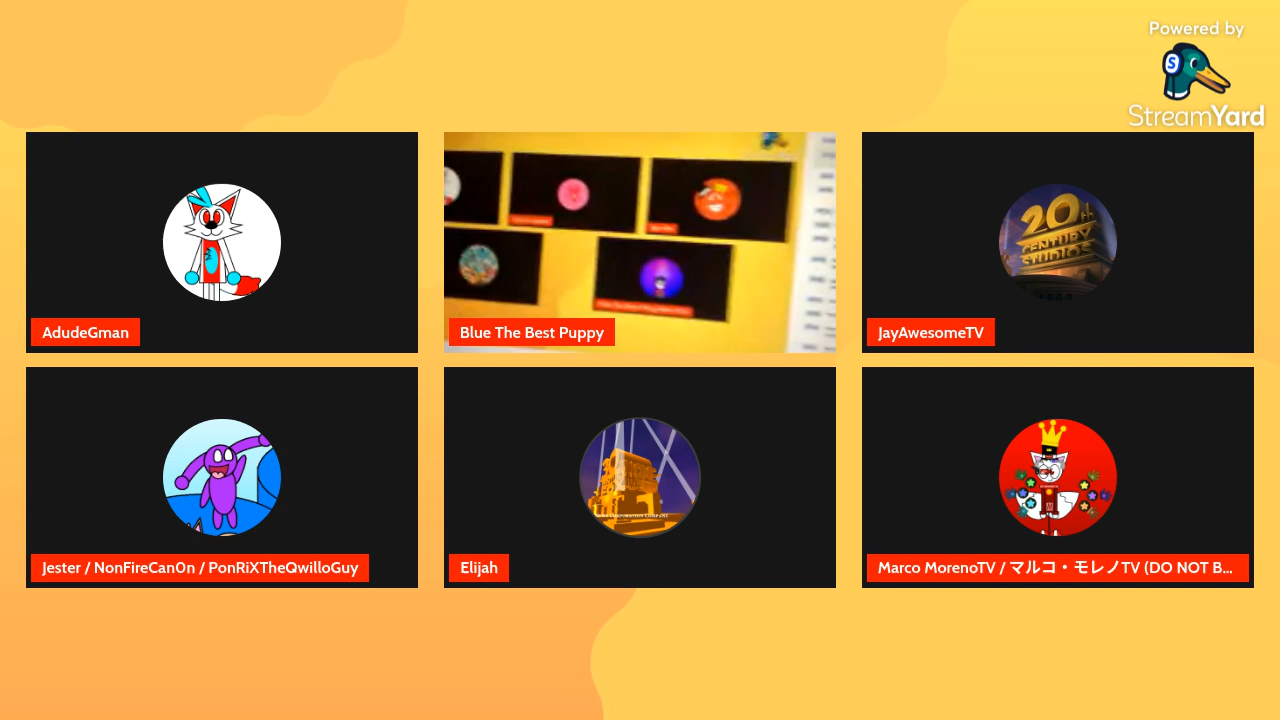 Powered by
StreamYard
AdudeGman
Blue The Best Puppy
20th
CENTURY
STUDIOS
JayAwesomeTV
Jester / NonFireCan0n / PonRiXTheQwilloGuy
Elijah
Marco MorenoTV / マルコ・モレノTV (DO NOT B...